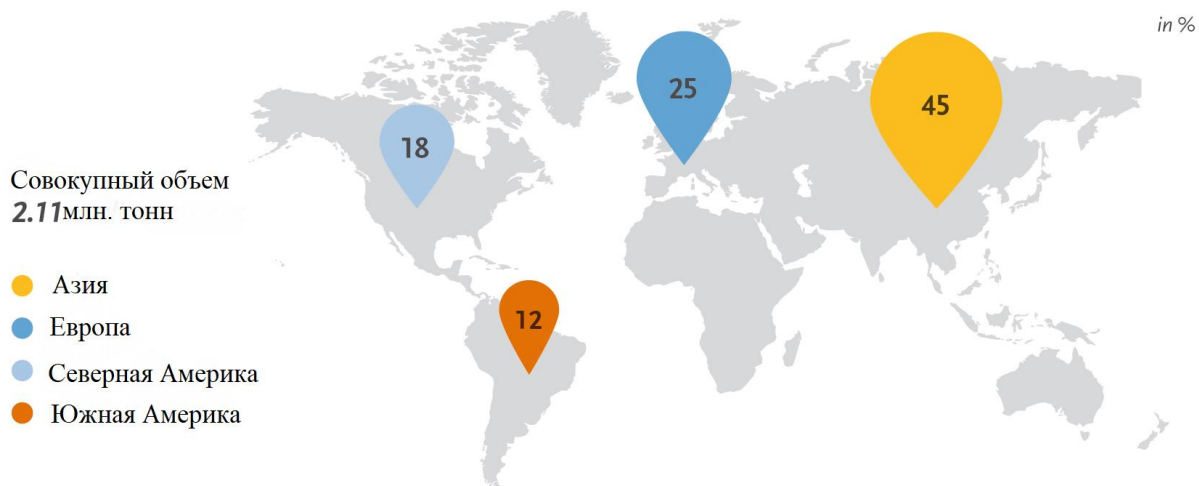 in %
25
45
18
Совокупный объем
2.11млн. тонн
Азия
12
Европа
Северная Америка
Южная Америка